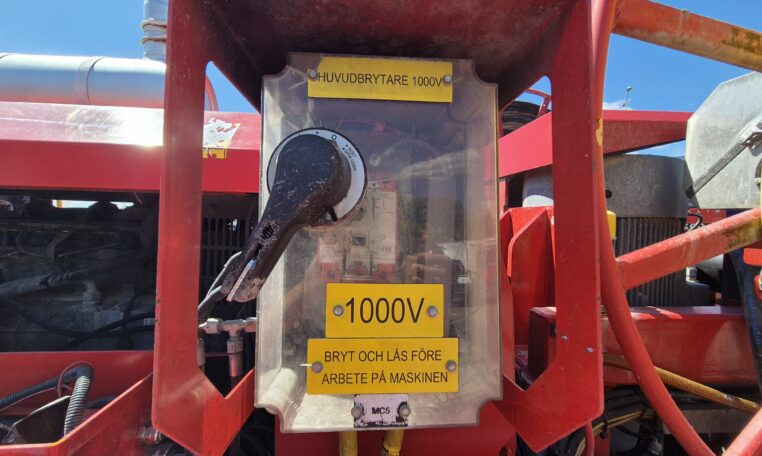 HUVUDBRYTARE 1000V
1000V
BRYT OCH LÅS FÖRE
ARBETE PÅ MASKINEN
MC5